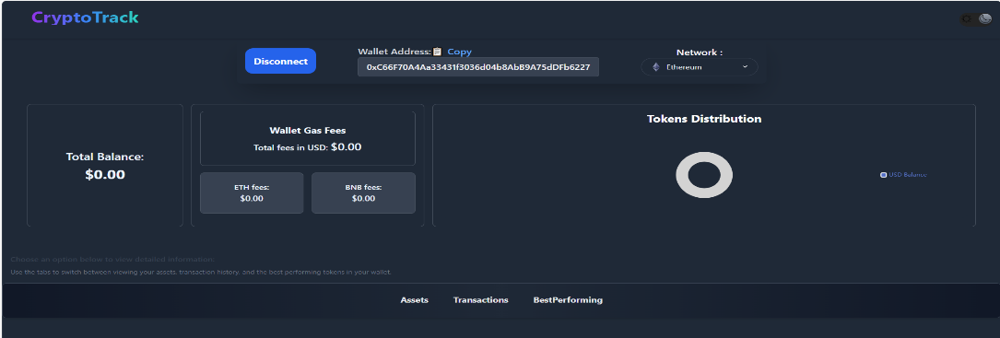 CryptoTrack
Disconnect
Wallet Address:📋 Copy
0xC66F70A4Aa33431f3036d04b8AbB9A75dDFb6227
Network :
Ethereum
Total Balance:
$0.00
Wallet Gas Fees
Total fees in USD: $0.00
ETH fees:
$0.00
BNB fees:
$0.00
Tokens Distribution
USD Balance
Choose an option below to view detailed information:
Use the tabs to switch between viewing your assets, transaction history, and the best performing tokens in your wallet.
Assets
Transactions
BestPerforming